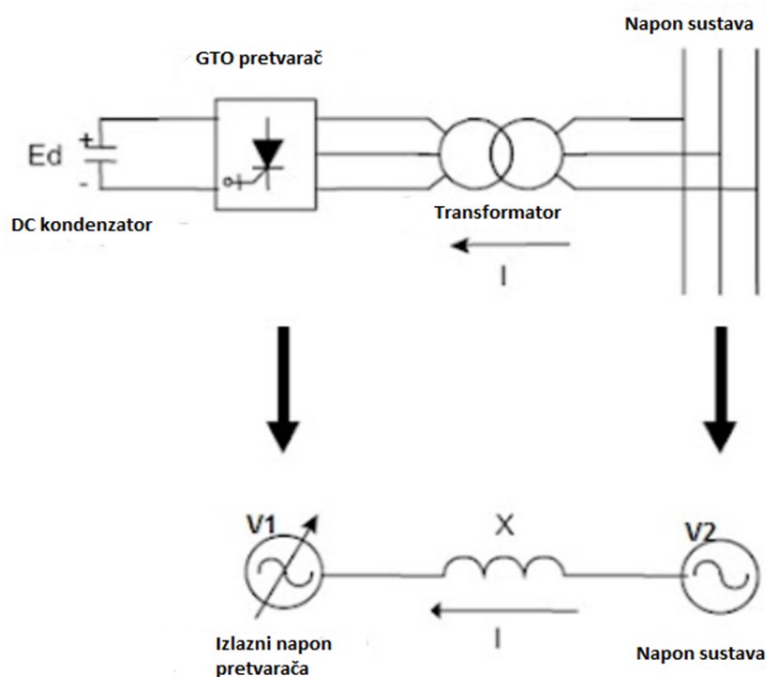 Napon sustava
GTO pretvarač
Ed
+
-
DC kondenzator
Transformator
I
V1
X
V2
I
Izlazni napon
pretvarača
Napon sustava